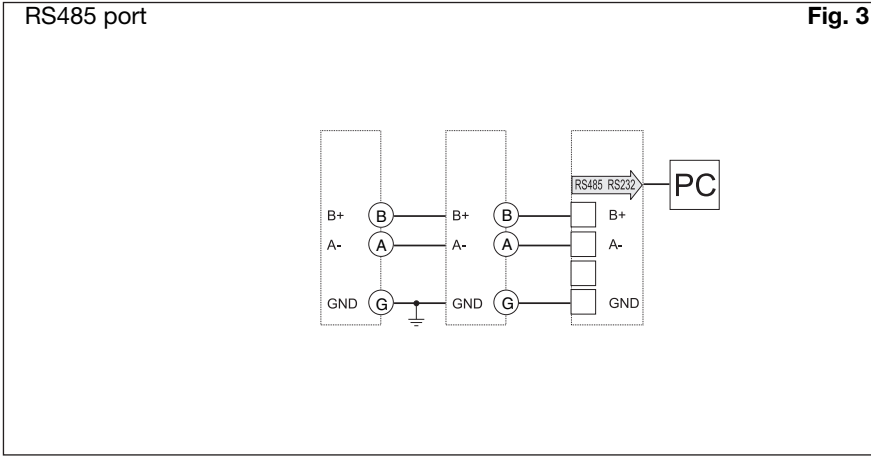 RS485 port Fig. 3
RS485 RS232 PC
B+ B B+ B B+
A- A A- A A-
GND G GND G GND